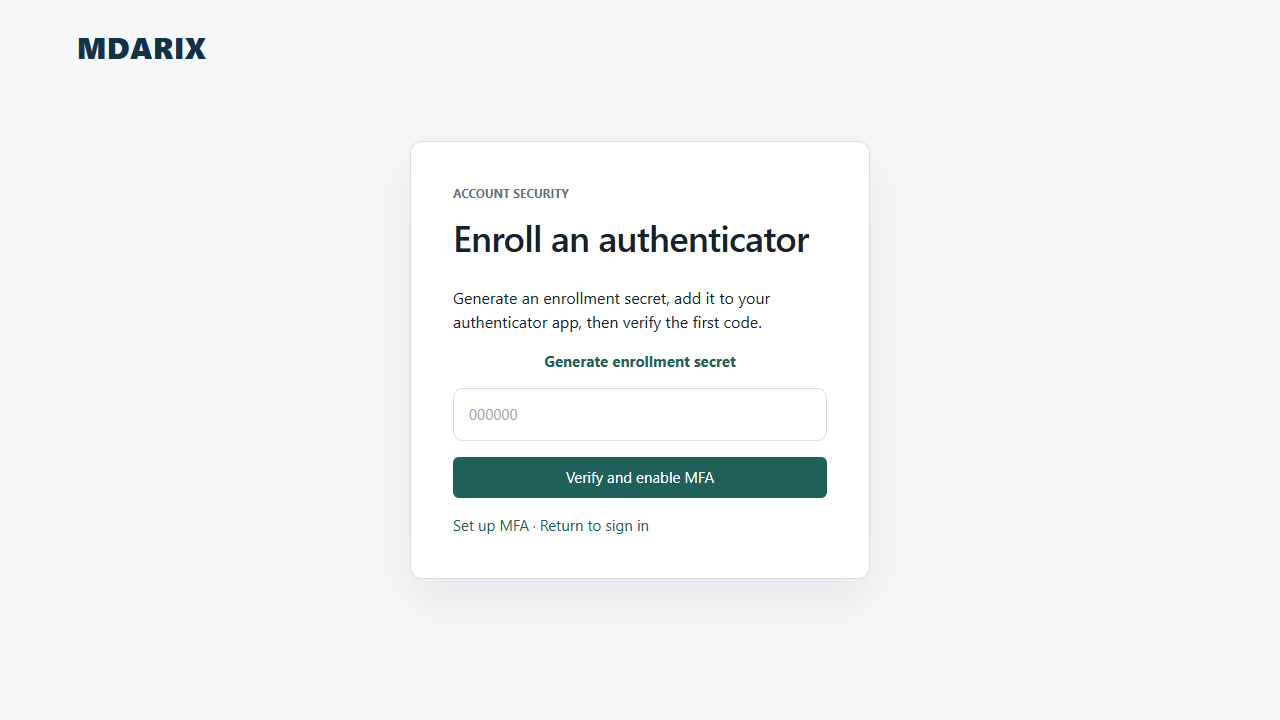 MDARIX
ACCOUNT SECURITY
Enroll an authenticator
Generate an enrollment secret, add it to your
authenticator app, then verify the first code.
Generate enrollment secret
000000
Verify and enable MFA
Set up MFA · Return to sign in